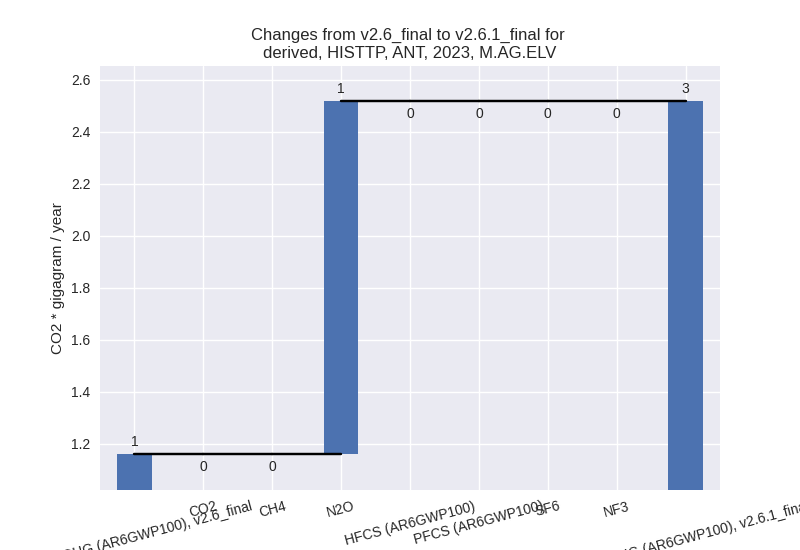 Changes from v2.6_final to v2.6.1_final for
derived, HISTTP, ANT, 2023, M.AG.ELV
CO2 * gigagram / year
2.6
2.4
2.2
2.0
1.8
1.6
1.4
1.2
1
0
0
1
0
0
0
0
3
(AR6GWP100), v2.6_final
CO2
CH4
N2O
HFCS (AR6GWP100)
PFCS (AR6GWP100)
SF6
NF3
(AR6GWP100), v2.6.1_fina